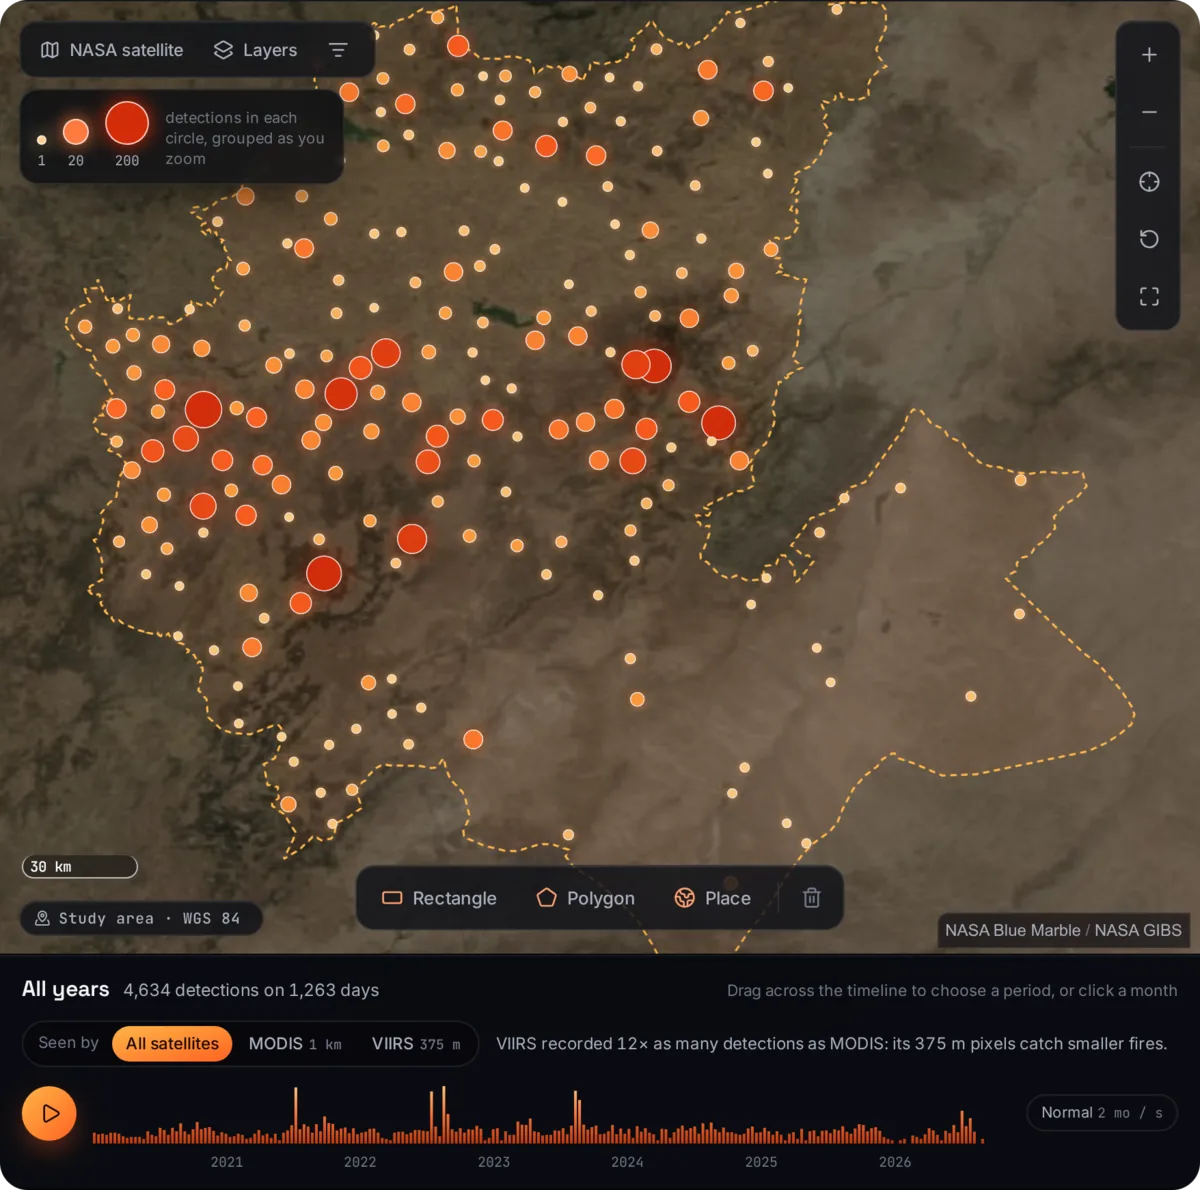 NASA satellite Layers
detections in each
circle, grouped as you
zoom
1 20 200
30 km
Study area · WGS 84
Rectangle Polygon Place
NASA Blue Marble / NASA GIBS
All years 4,634 detections on 1,263 days
Drag across the timeline to choose a period, or click a month
Seen by All satellites MODIS 1 km VIIRS 375 m
VIIRS recorded 12× as many detections as MODIS: its 375 m pixels catch smaller fires.
Normal 2 mo / s
2021 2022 2023 2024 2025 2026